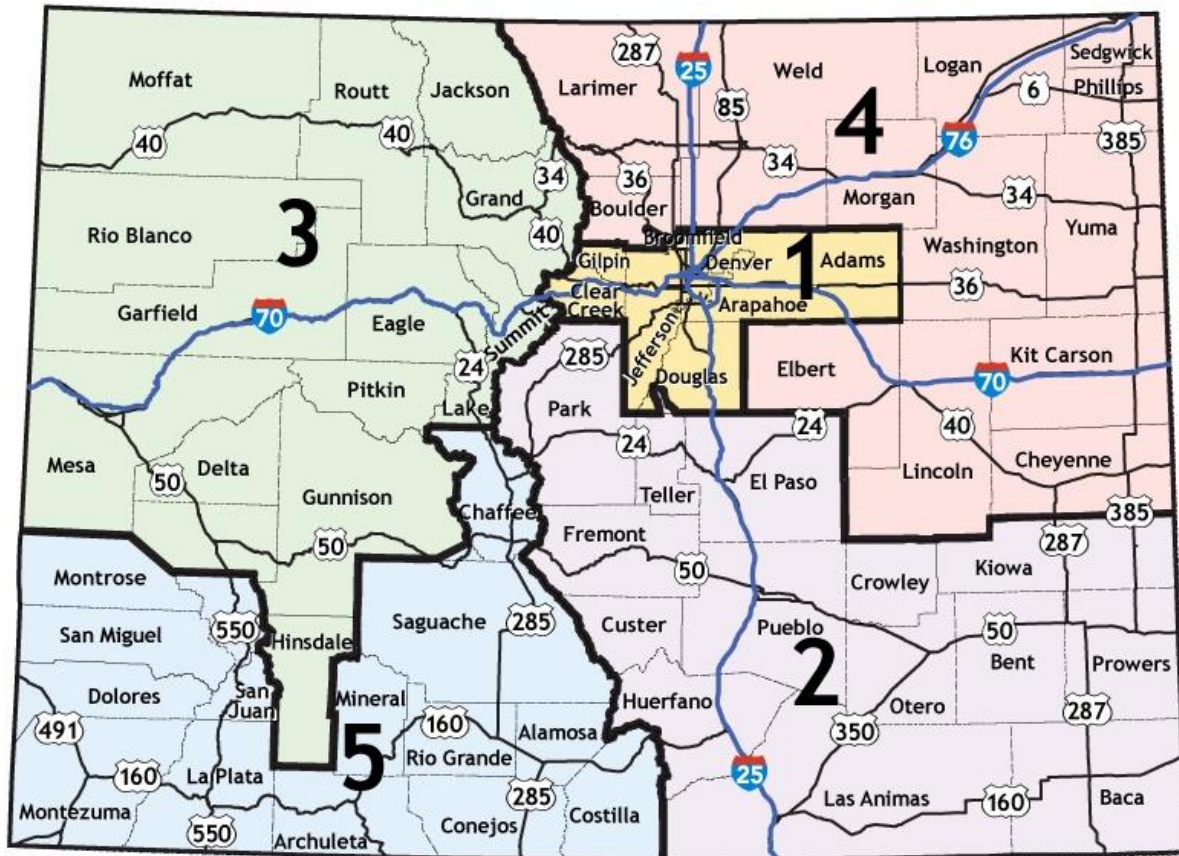 287
25
Weld
Logan
Sedgwick
Moffat
Routt
Jackson
Larimer
85
6
Phillips
4
40
40
76
385
34
34
36
Grand
Morgan
34
3
Boulder
Yuma
Rio Blanco
40
Broomfield
Washington
Gilpin
Denver
1
Adams
36
Clear
Creek
Arapahoe
Garfield
70
Eagle
Summit
Jefferson
285
Kit Carson
24
Douglas
Elbert
70
Pitkin
Lake
Park
24
40
24
Mesa
Delta
Lincoln
Cheyenne
50
El Paso
Gunnison
Teller
Chaffee
385
50
Fremont
287
Montrose
50
Crowley
Kiowa
550
Saguache
285
San Miguel
Hinsdale
Custer
Pueblo
50
Bent
Prowers
2
Dolores
San
Juan
Mineral
Huerfano
Otero
287
491
160
Alamosa
350
5
Rio Grande
160
La Plata
25
285
Las Animas
160
Baca
Montezuma
Costilla
550
Conejos
Archuleta